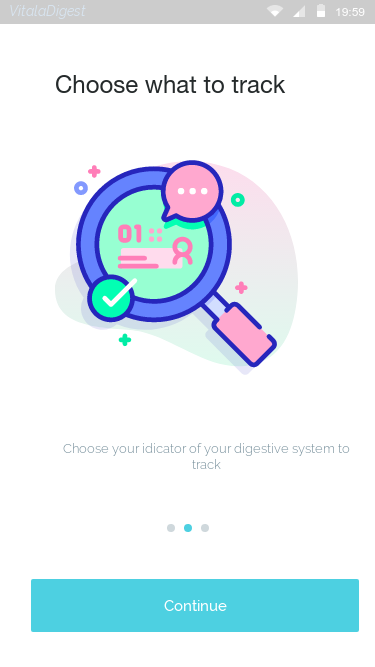 VitalaDigest
19:59
Choose what to track
01
Choose your idicator of your digestive system to
track
Continue